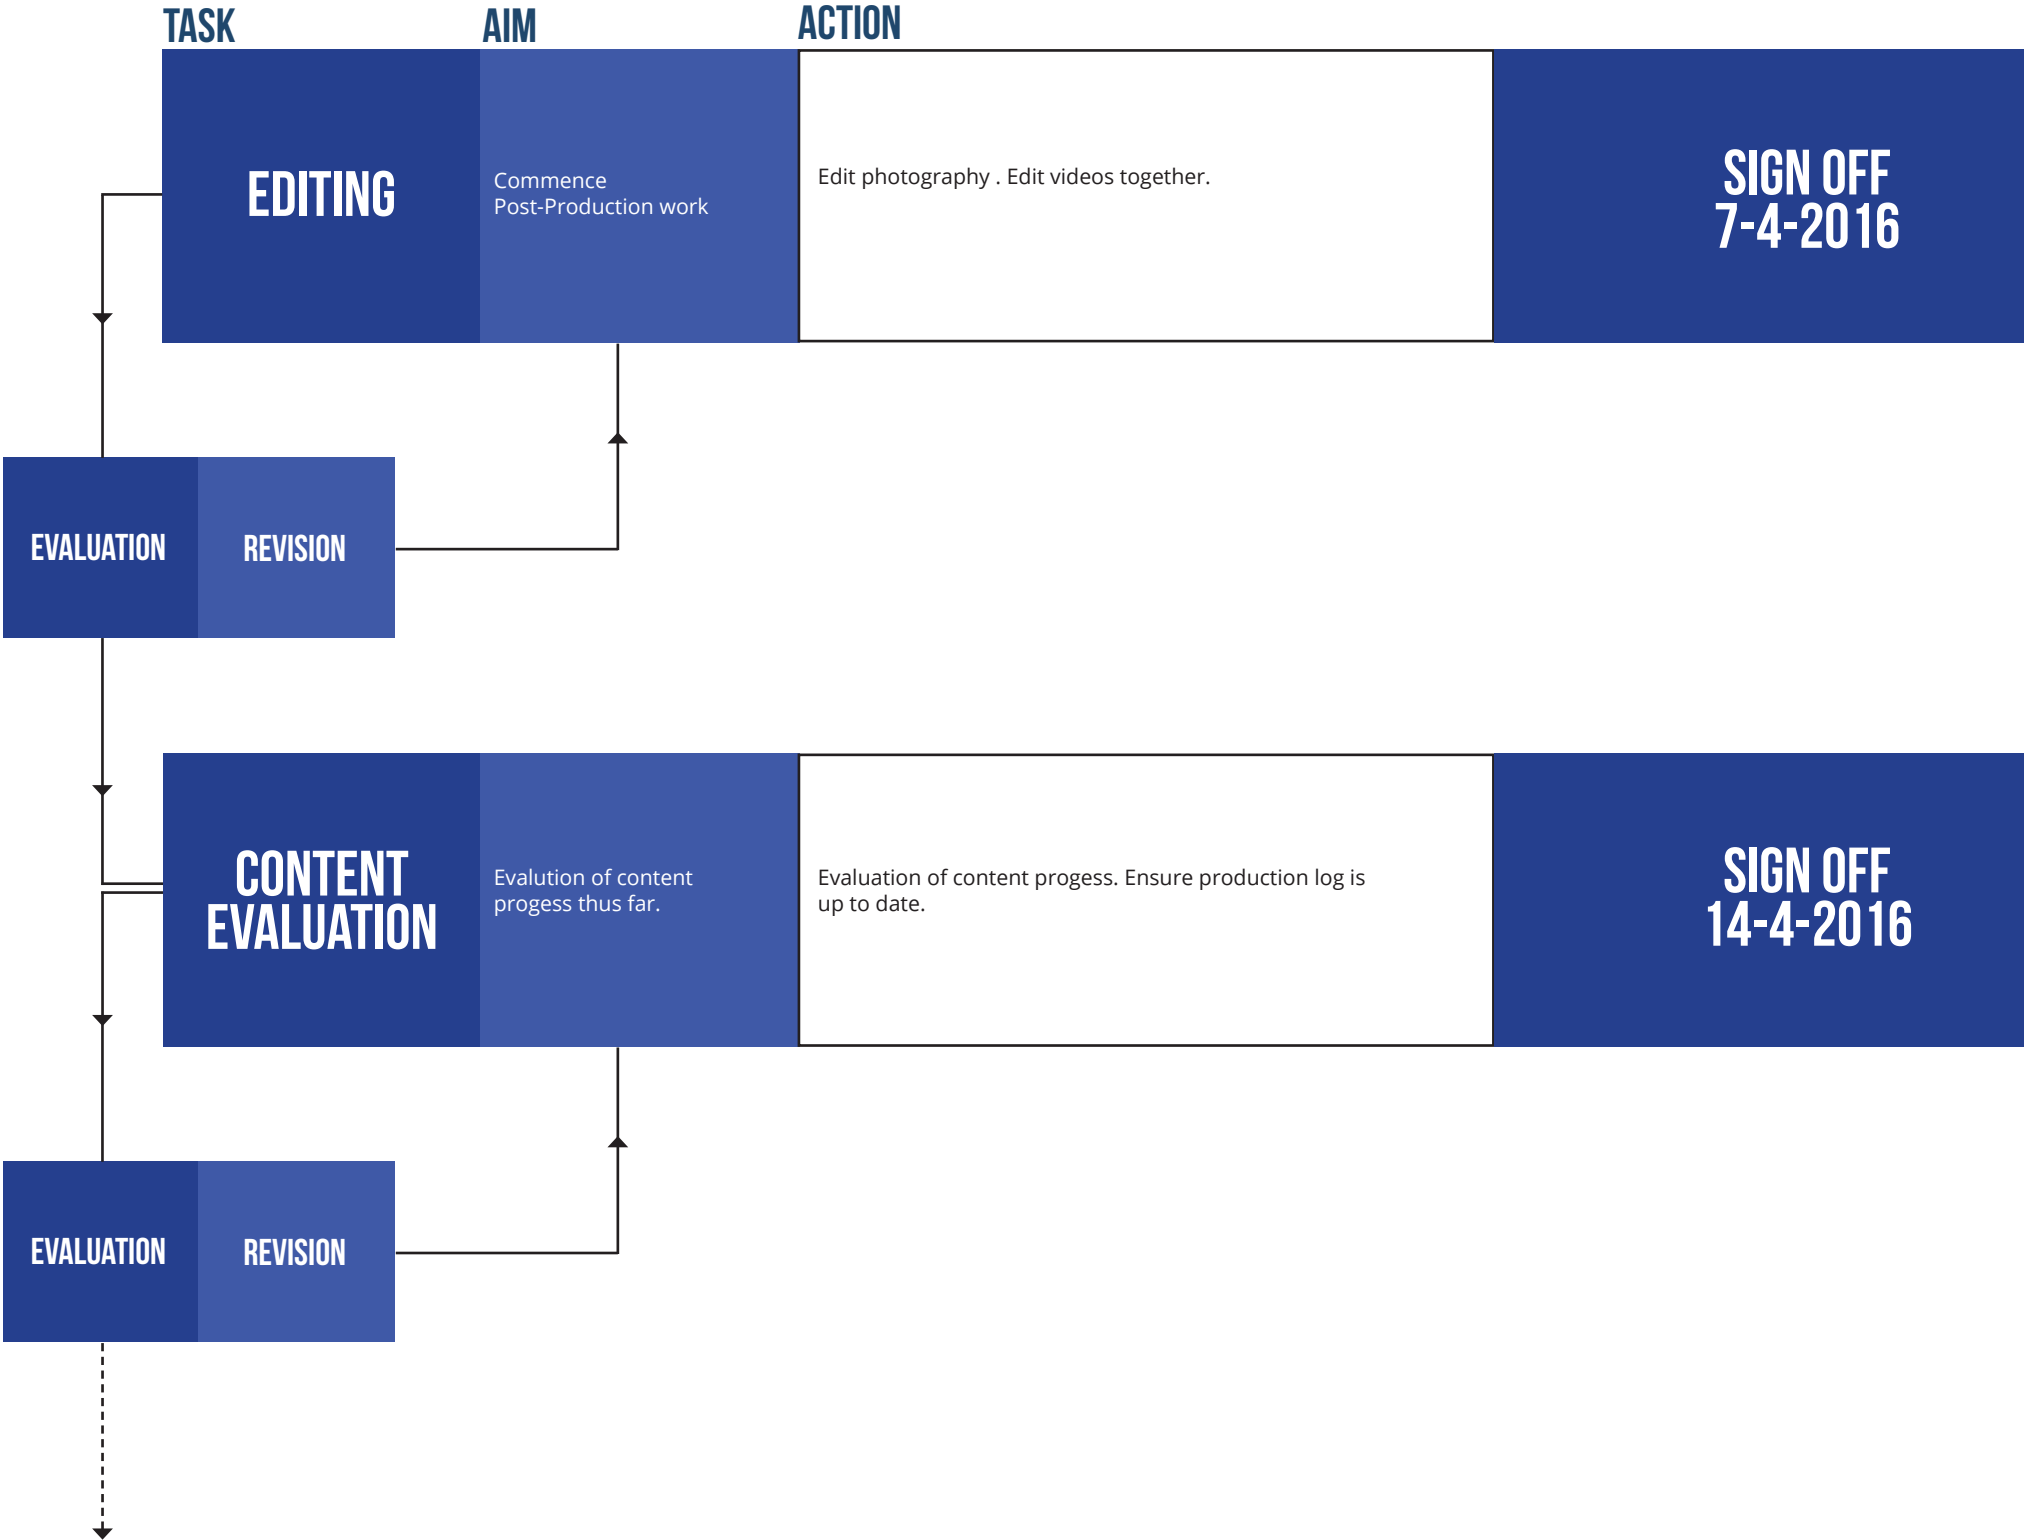 TASK AIM ACTION
EDITING
Commence
Post-Production work
Edit photography . Edit videos together.
SIGN OFF
7-4-2016
EVALUATION
REVISION
CONTENT
EVALUATION
Evalution of content
progess thus far.
Evaluation of content progess. Ensure production log is
up to date.
SIGN OFF
14-4-2016
EVALUATION
REVISION